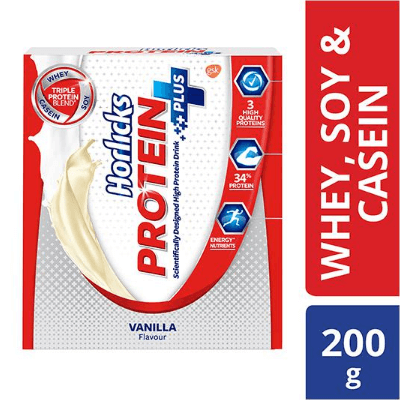 WHEY
TRIPLE
PROTEIN
BLEND*
CASEIN
SOY
Horlicks
PROTEIN
PLUS
Scientifically Designed High Protein Drink
gsk
3
HIGH
QUALITY
PROTEINS
34%
PROTEIN
ENERGY**
NUTRIENTS
VANILLA
Flavour
WHEY, SOY &
CASEIN
200
g